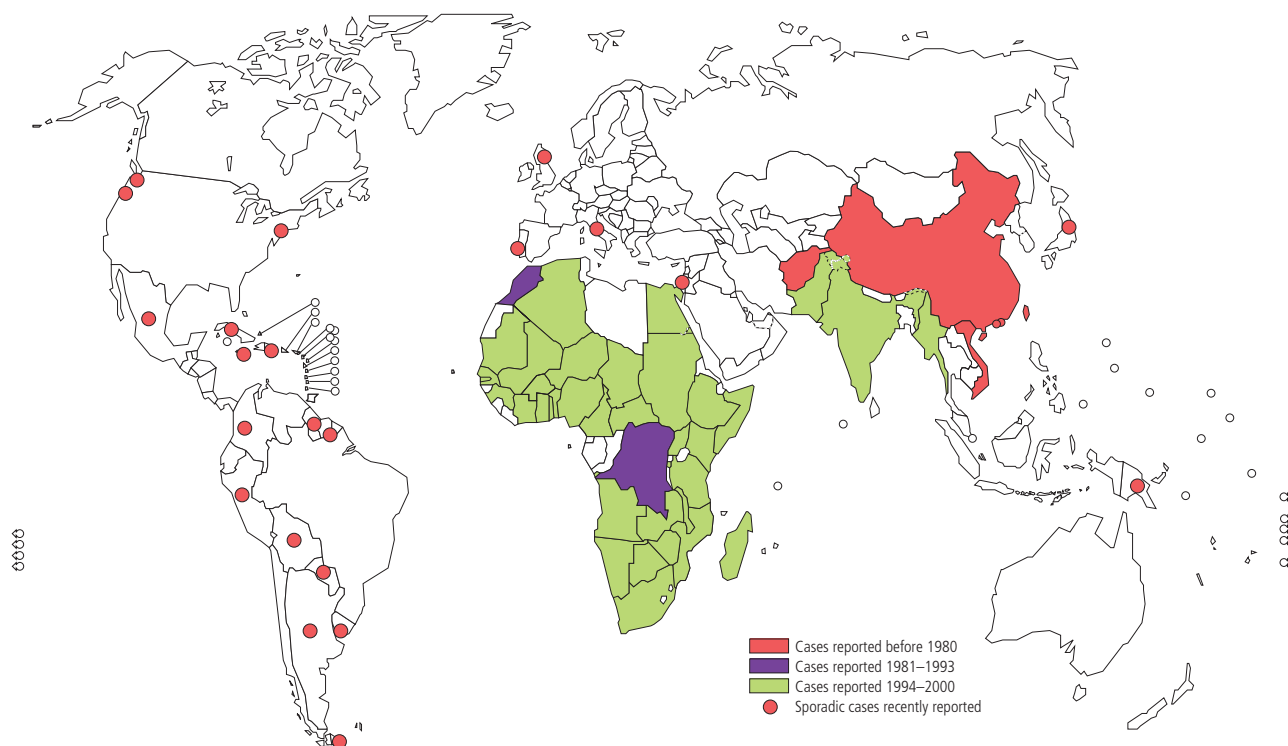 Cases reported before 1980
Cases reported 1981–1993
Cases reported 1994–2000
Sporadic cases recently reported